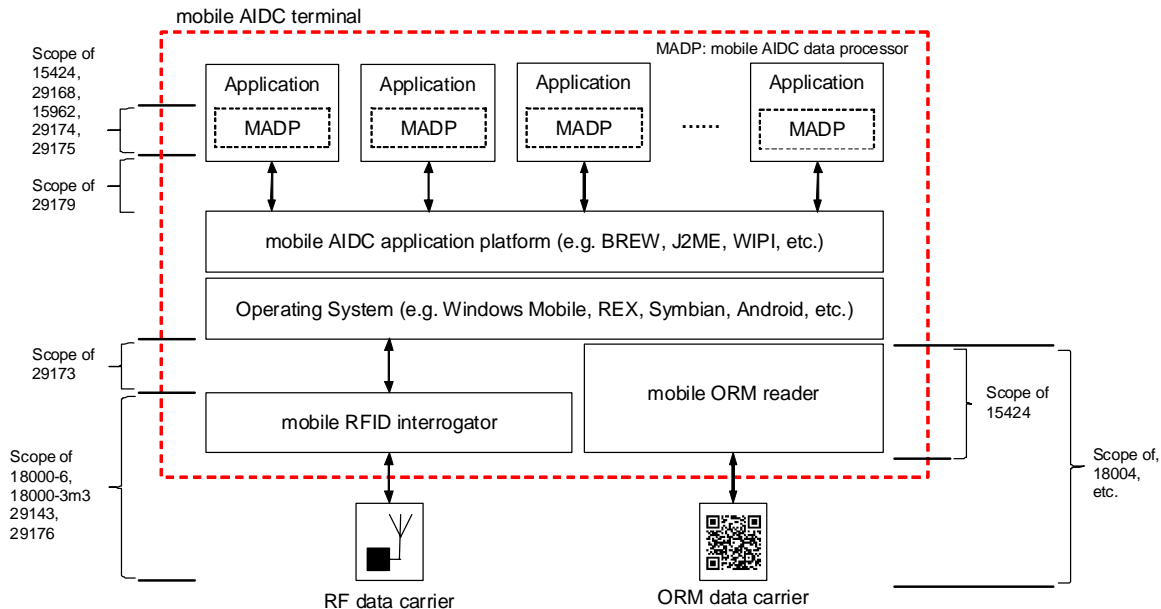 mobile AIDC terminal
MADP: mobile AIDC data processor
Scope of
15424,
29168,
15962,
29174,
29175
Application
MADP
Application
MADP
Application
MADP
......
Application
MADP
Scope of
29179
mobile AIDC application platform (e.g. BREW, J2ME, WIPI, etc.)
Operating System (e.g. Windows Mobile, REX, Symbian, Android, etc.)
Scope of
29173
mobile RFID interrogator
mobile ORM reader
Scope of
15424
Scope of
18000-6,
18000-3m3
29143,
29176
Scope of,
18004,
etc.
RF data carrier
ORM data carrier